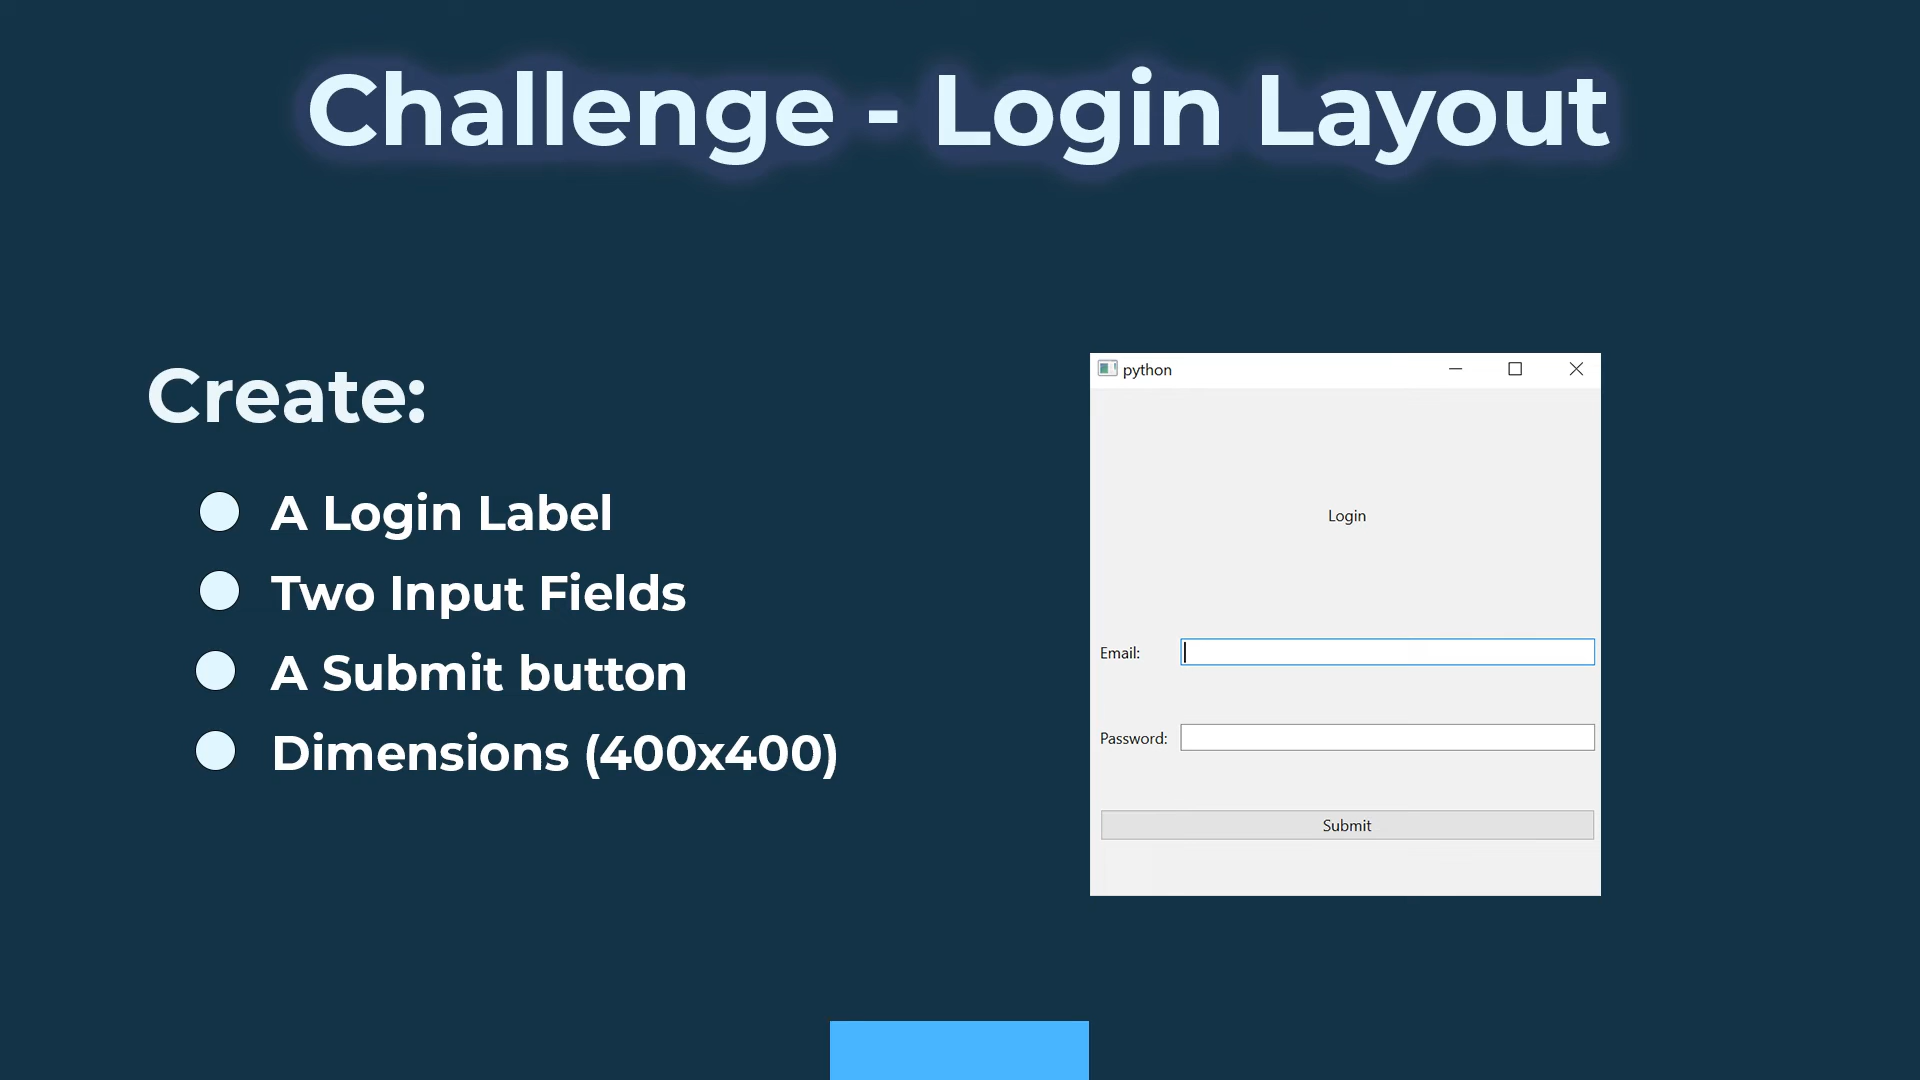 Challenge - Login Layout
Create:
A Login Label
Two Input Fields
A Submit button
Dimensions (400x400)
python
Login
Email:
Password:
Submit